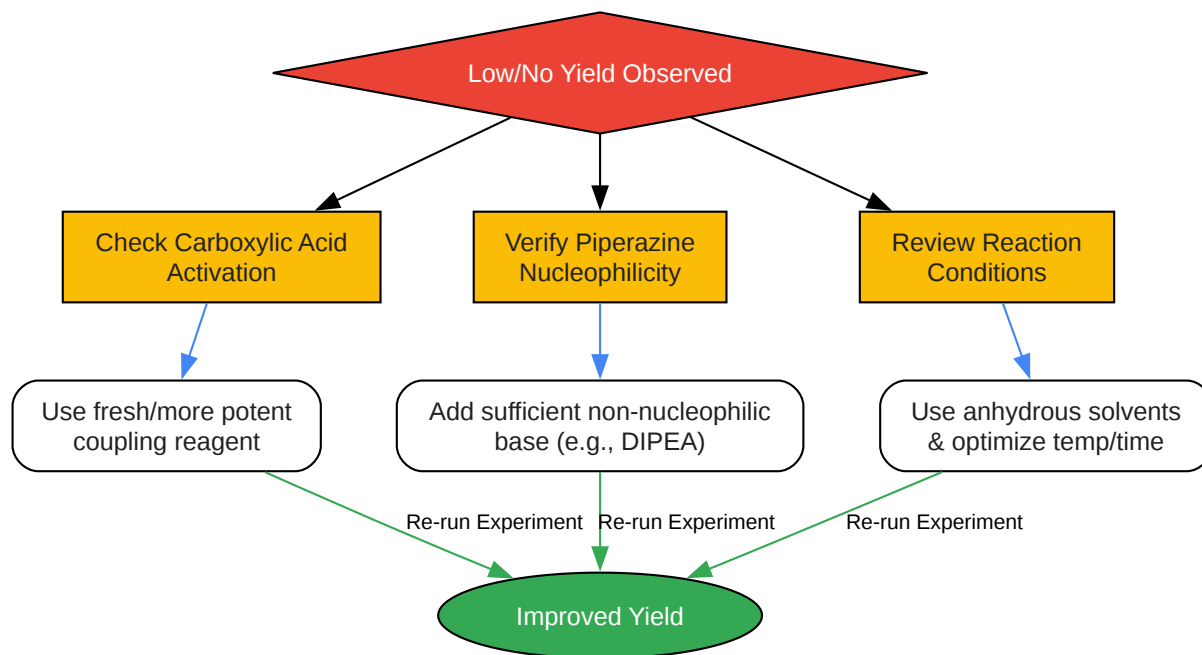 Low/No Yield Observed
Check Carboxylic Acid
Activation
Verify Piperazine
Nucleophilicity
Review Reaction
Conditions
Use fresh/more potent
coupling reagent
Add sufficient non-nucleophilic
base (e.g., DIPEA)
Use anhydrous solvents
& optimize temp/time
Re-run Experiment
Re-run Experiment
Re-run Experiment
Improved Yield